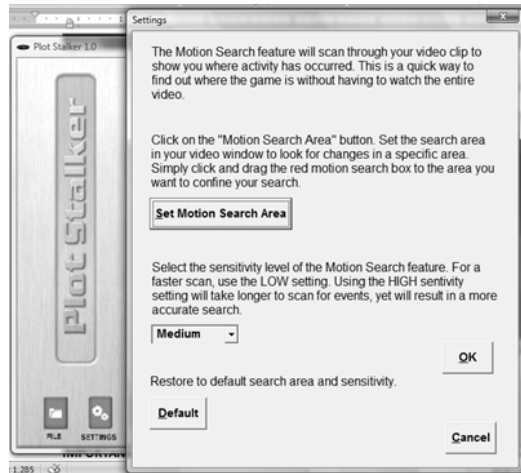 Settings
Plot Stalker 1.0
Plot Stalker
FILE
SETTINGS
1.285
The Motion Search feature will scan through your video clip to
show you where activity has occurred. This is a quick way to
find out where the game is without having to watch the entire
video.
Click on the "Motion Search Area" button. Set the search area
in your video window to look for changes in a specific area.
Simply click and drag the red motion search box to the area you
want to confine your search.
Set Motion Search Area
Select the sensitivity level of the Motion Search feature. For a
faster scan, use the LOW setting. Using the HIGH sentivity
setting will take longer to scan for events, yet will result in a more
accurate search.
Medium
OK
Restore to default search area and sensitivity.
Default
Cancel